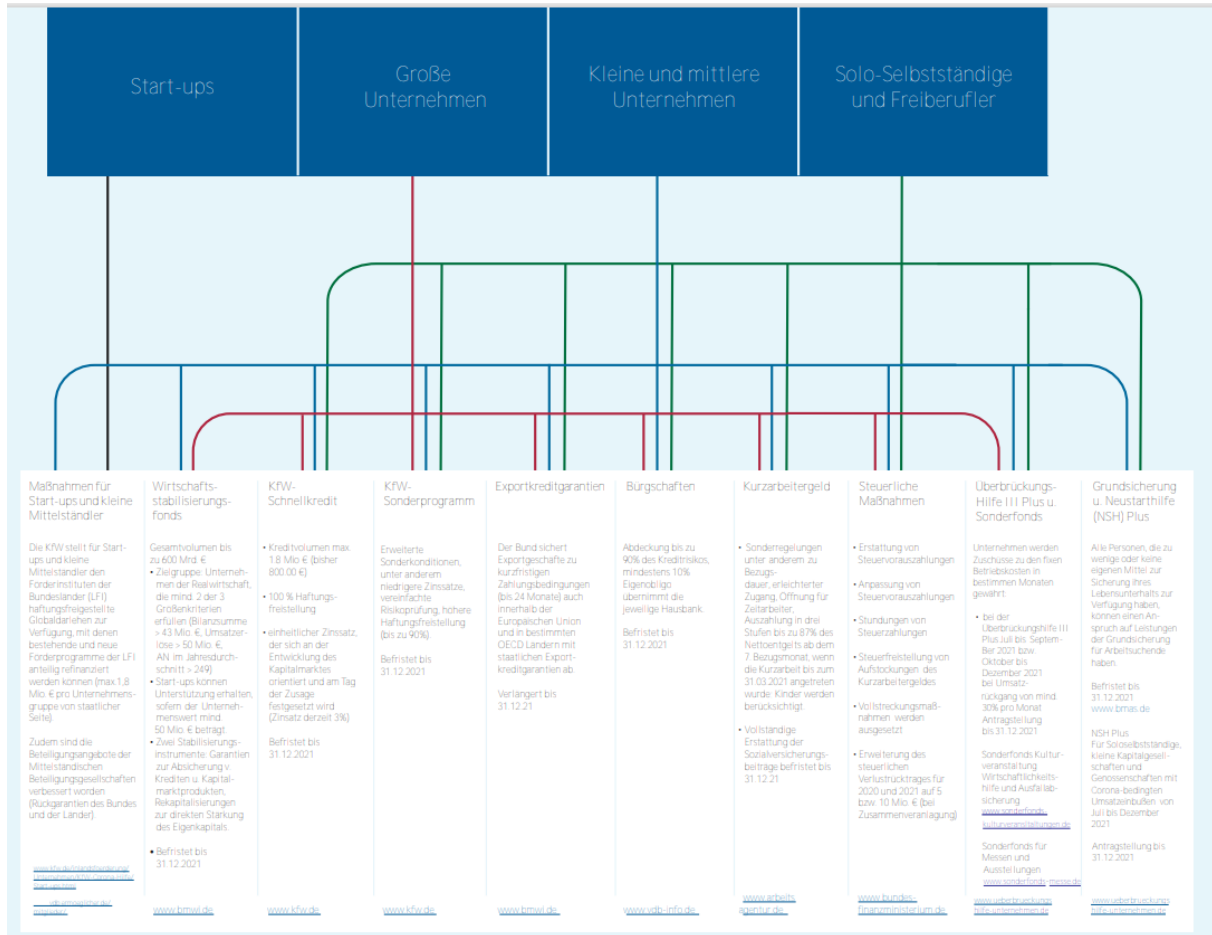 Start-ups
Große
Unternehmen
Kleine und mittlere
Unternehmen
Solo-Selbstständige
und Freiberufler
Maßnahmen für
Start-ups und kleine
Mittelständler
Die KfW stellt für Start-
ups und kleine
Mittelständler den
Förderinstituten der
Bundesländer (LFI)
haftungsfreigestellte
Globaldarlehen zur
Verfügung, mit denen
bestehende und neue
Förderprogramme der LFI
anteilig refinanziert
werden können (max 1,8
Mio. € pro Unternehmens-
gruppe von staatlicher
Seite)
Zudem sind die
Beteiligungsangebote der
Mittelständischen
Beteiligungsgesellschaften
verbessert worden
(Rückgarantien des Bundes
und der Länder)
Wirtschafts-
stabilisierungs-
fonds
Gesamtvolumen bis
zu 600 Mrd. €
• Zielgruppe: Unterneh-
men der Realwirtschaft,
die mind. 2 der 3
Größenkriterien
erfüllen (Bilanzsumme
> 43 Mio. €, Umsatzer-
löse > 50 Mio. €,
AN im Jahresdurch-
schnitt > 249)
• Start-ups können
Unterstützung erhalten,
sofern der Unterneh-
menswert mind.
50 Mio. € beträgt
• Zwei Stabilisierungs-
instrumente: Garantien
zur Absicherung v.
Krediten u. Kapital-
marktprodukten,
Rekapitalisierungen
zur direkten Stärkung
des Eigenkapitals
• Befristet bis
31.12.2021
www.bmwi.de
KfW-
Schnellkredit
• Kreditvolumen max
1.8 Mio € (bisher
800.00 €)
• 100 % Haftungs-
freistellung
• einheitlicher Zinssatz,
der sich an der
Entwicklung des
Kapitalmarktes
orientiert und am Tag
der Zusage
festgesetzt wird
(Zinsatz derzeit 3%)
Befristet bis
31.12.2021
www.kfw.de
KfW-
Sonderprogramm
Erweiterte
Sonderkonditionen,
unter anderem
niedrigere Zinssätze,
vereinfachte
Risikoprüfung, höhere
Haftungsfreistellung
(bis zu 90%)
Befristet bis
31.12.2021
www.kfw.de
Exportkreditgarantien
Der Bund sichert
Exportgeschäfte zu
kurzfristigen
Zahlungsbedingungen
(bis 24 Monate) auch
innerhalb der
Europäischen Union
und in bestimmten
OECD Ländern mit
staatlichen Export-
kreditgarantien ab
Verlängert bis
31.12.21
www.bmwi.de
Bürgschaften
Abdeckung bis zu
90% des Kreditrisikos,
mindestens 10%
Eigenobligo
übernimmt die
jeweilige Hausbank.
Befristet bis
31.12.2021
www.vdb-info.de
Kurzarbeitergeld
• Sonderregelungen
unter anderem zu
Bezugs-
dauer, erleichterter
Zugang, Öffnung für
Zeitarbeiter,
Auszahlung in drei
Stufen bis zu 87% des
Nettoentgelts ab dem
7. Bezugsmonat, wenn
die Kurzarbeit bis zum
31.03.2021 angetreten
wurde. Kinder werden
berücksichtigt.
• Vollständige
Erstattung der
Sozialversicherungs-
beiträge befristet bis
31.12.21
www.arbeits
agentur.de
Steuerliche
Maßnahmen
• Erstattung von
Steuervorauszahlungen
• Anpassung von
Steuervorauszahlungen
• Stundungen von
Steuerzahlungen
• Steuerfreistellung von
Aufstockungen des
Kurzarbeitergeldes
• Vollstreckungsmaß-
nahmen werden
ausgesetzt
• Erweiterung des
steuerlichen
Verlustrücktrages für
2020 und 2021 auf 5
bzw. 10 Mio. € (bei
Zusammenveranlagung)
www.bundes-
finanzministerium.de
Überbrückungs-
Hilfe III Plus u.
Sonderfonds
Unternehmen werden
Zuschüsse zu den fixen
Betriebskosten in
bestimmen Monaten
gewährt
• bei der
Überbrückungshilfe III
Plus Juli bis Septem-
Ber 2021 bzw.
Oktober bis
Dezember 2021
bei Umsatz-
rückgang von mind.
30% pro Monat
Antragstellung
bis 31.12.2021
Sonderfonds Kultur-
veranstaltung
Wirtschaftlichkeits-
hilfe und Ausfallab-
sicherung
www.sonderfonds-
kulturveranstaltungen.de
Sonderfonds für
Messen und
Ausstellungen
www.sonderfonds-messe.de
www.ueberbrueckungs
hilfe-unternehmen.de
Grundsicherung
u. Neustarthilfe
(NSH) Plus
Alle Personen, die zu
wenige oder keine
eigenen Mittel zur
Sicherung ihres
Lebensunterhalts zur
Verfügung haben,
können einen An-
spruch auf Leistungen
der Grundsicherung
für Arbeitsuchende
haben.
Befristet bis
31.12.2021
www.bmas.de
NSH Plus
Für Soloselbstständige,
kleine Kapitalgesell-
schaften und
Genossenschaften mit
Corona-bedingten
Umsatzeinbußen von
Juli bis Dezember
2021
Antragstellung bis
31.12.2021
www.ueberbrueckungs
hilfe-unternehmen.de